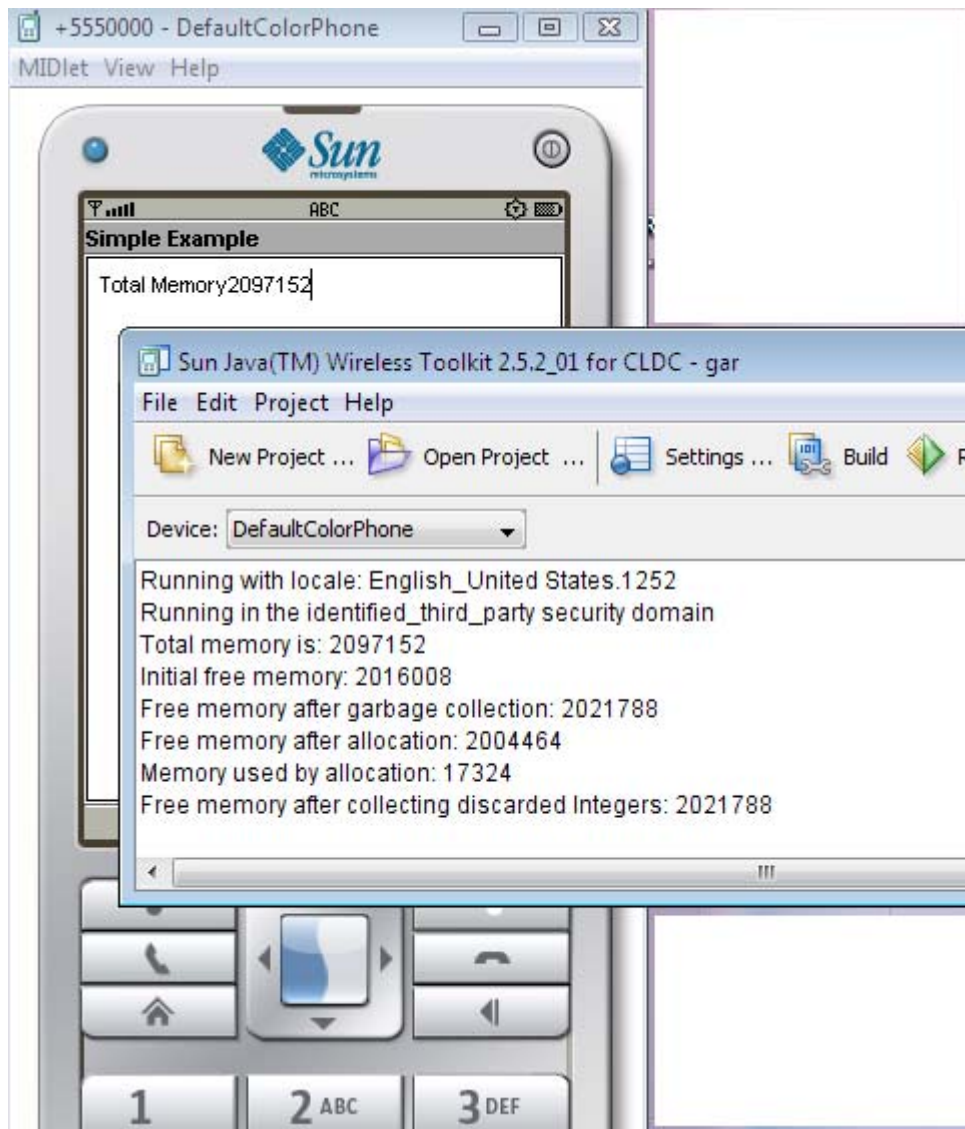 +5550000 - DefaultColorPhone
MIDlet View Help
Sun
microsystems
ABC
Simple Example
Total Memory2097152
Sun Java(TM) Wireless Toolkit 2.5.2_01 for CLDC - gar
File Edit Project Help
New Project ... Open Project ... Settings ... Build R
Device: DefaultColorPhone
Running with locale: English_United States.1252
Running in the identified_third_party security domain
Total memory is: 2097152
Initial free memory: 2016008
Free memory after garbage collection: 2021788
Free memory after allocation: 2004464
Memory used by allocation: 17324
Free memory after collecting discarded Integers: 2021788
1 2 ABC 3 DEF